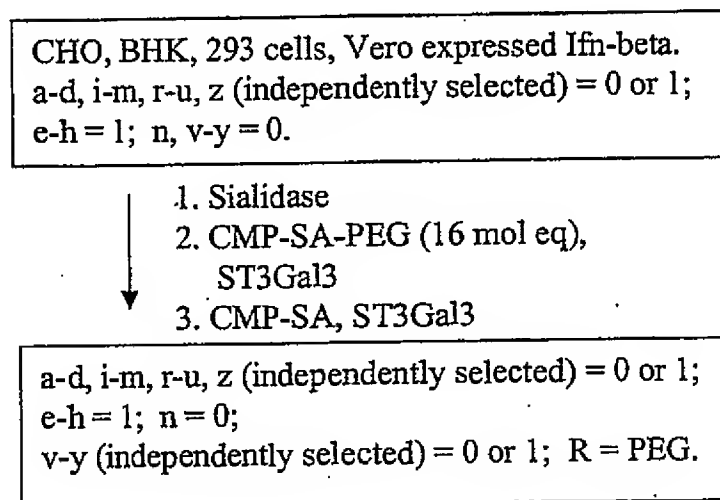 CHO, BHK, 293 cells, Vero expressed Ifn-beta.
a-d, i-m, r-u, z (independently selected) = 0 or 1;
e-h = 1; n, v-y = 0.
1. Sialidase
2. CMP-SA-PEG (16 mol eq),
ST3Gal3
3. CMP-SA, ST3Gal3
a-d, i-m, r-u, z (independently selected) = 0 or 1;
e-h = 1; n = 0;
v-y (independently selected) = 0 or 1; R = PEG.